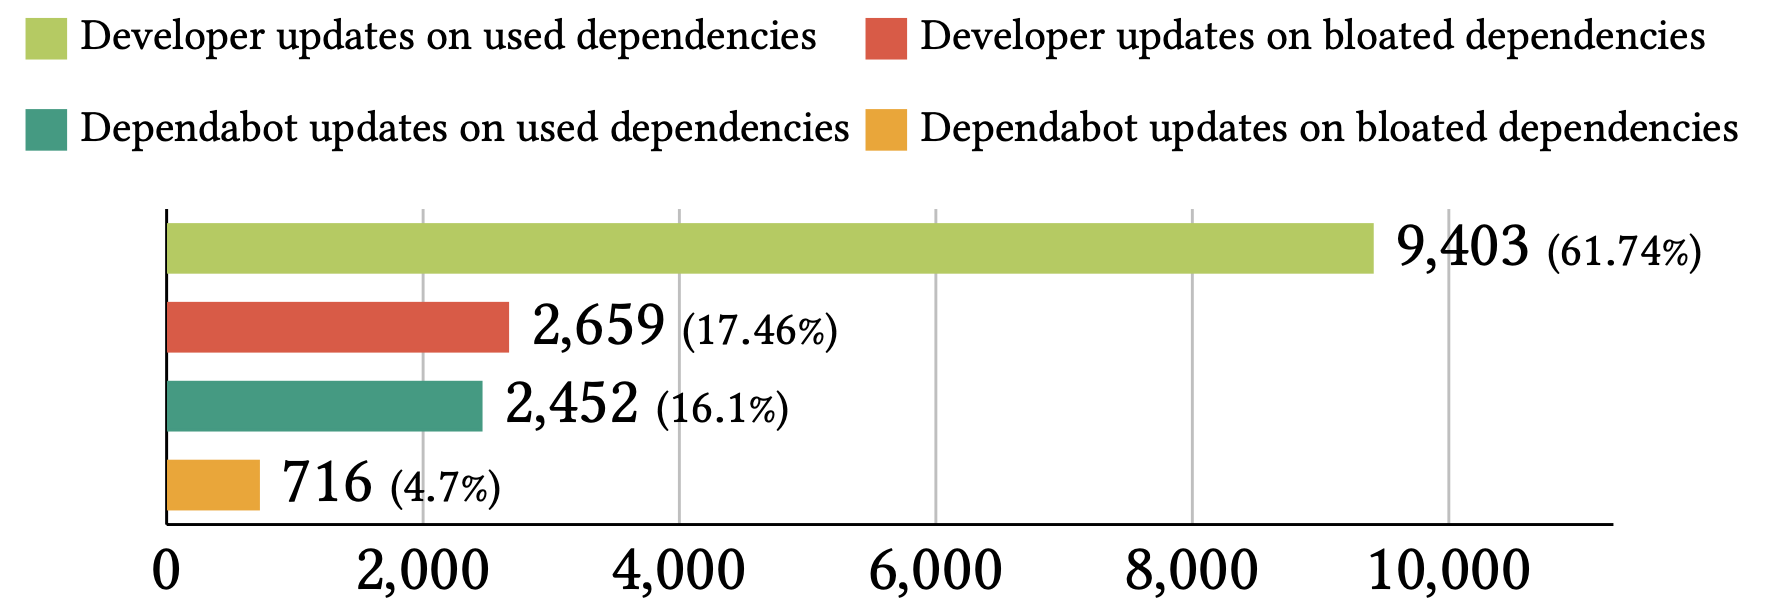 Developer updates on used dependencies Developer updates on bloated dependencies
Dependabot updates on used dependencies Dependabot updates on bloated dependencies
9,403 (61.74%)
2,659 (17.46%)
2,452 (16.1%)
716 (4.7%)
0 2,000 4,000 6,000 8,000 10,000